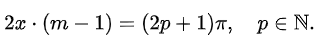 2x · (m − 1) = (2p + 1)π,    p ∈ ℕ.